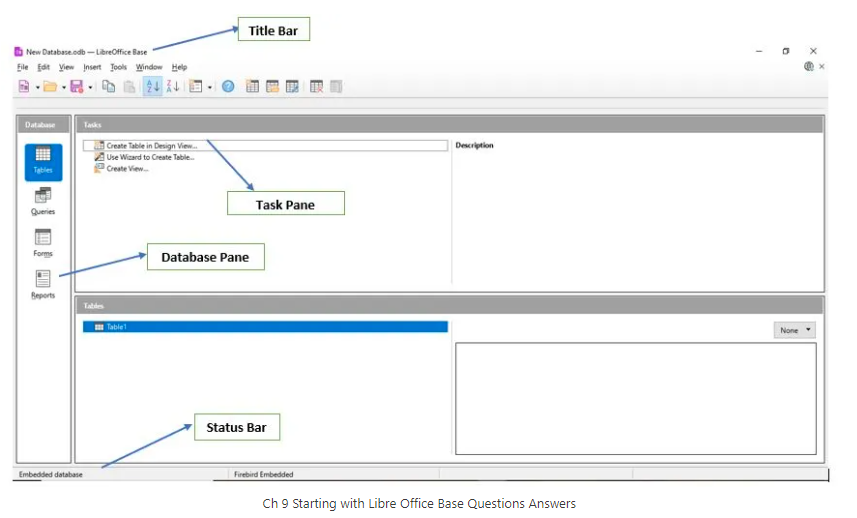 Title Bar
New Database.odb — LibreOffice Base
File Edit View Insert Tools Window Help
Database
Tasks
Create Table in Design View...
Description
Use Wizard to Create Table...
Create View...
Tables
Queries
Forms
Reports
Task Pane
Database Pane
Tables
Table1
None
Status Bar
Embedded database
Firebird Embedded
Ch 9 Starting with Libre Office Base Questions Answers